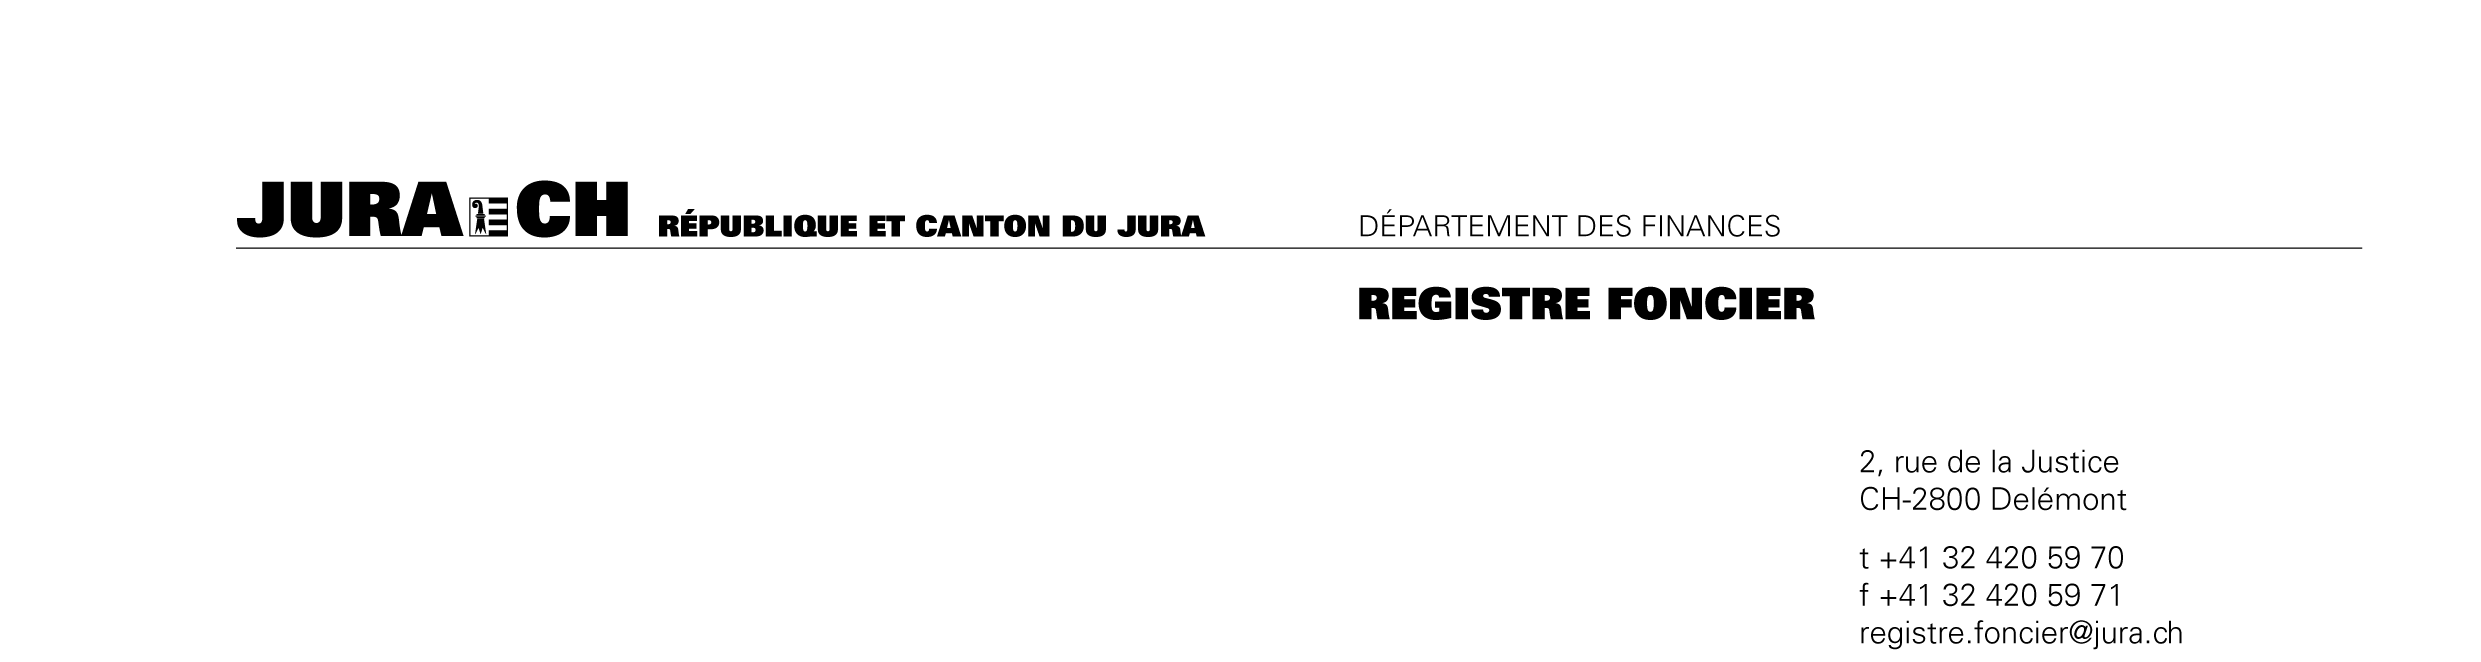 JURA CH RÉPUBLIQUE ET CANTON DU JURA DÉPARTEMENT DES FINANCES
REGISTRE FONCIER
2, rue de la Justice
CH-2800 Delémont
t +41 32 420 59 70
f +41 32 420 59 71
registre.foncier@jura.ch